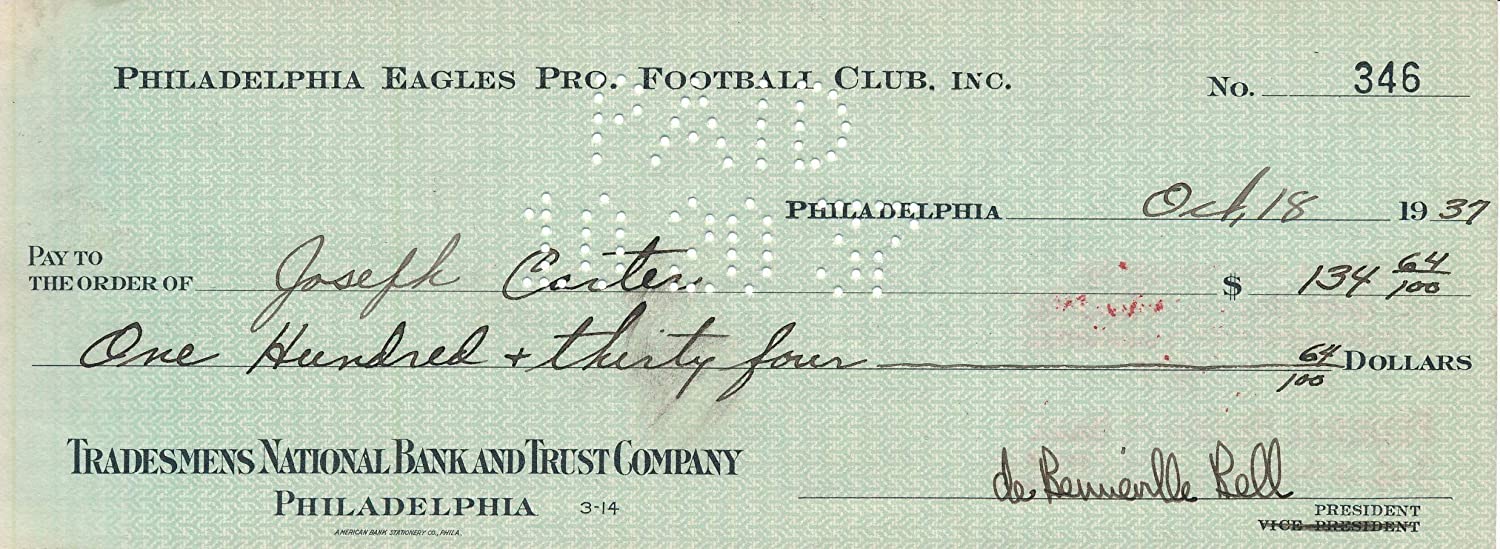 PHILADELPHIA EAGLES PRO. FOOTBALL CLUB, INC.
No. 346
PAID
PHILADELPHIA Oct, 18 1937
PAY TO
THE ORDER OF Joseph Carter $ 134 64/100
One Hundred + thirty four 64/100 DOLLARS
TRADESMENS NATIONAL BANK AND TRUST COMPANY
PHILADELPHIA 3-14
AMERICAN BANK STATIONERY CO., PHILA.
de Benneville Bell
PRESIDENT
VICE PRESIDENT